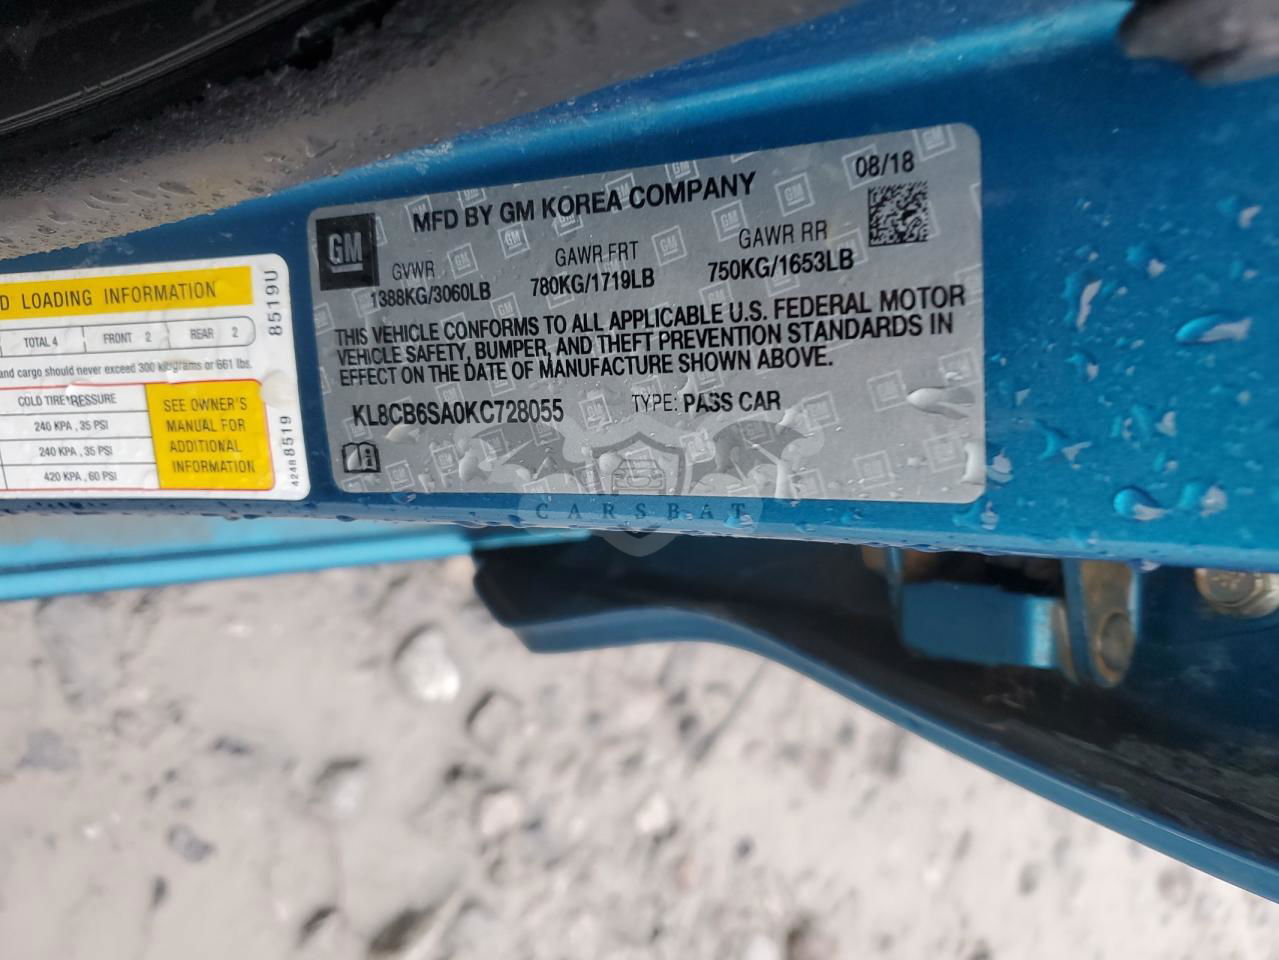 D LOADING INFORMATION
TOTAL 4 FRONT 2 REAR 2
and cargo should never exceed 300 kilograms or 661 lbs.
COLD TIRE PRESSURE
240 KPA , 35 PSI
240 KPA , 35 PSI
420 KPA , 60 PSI
SEE OWNER'S
MANUAL FOR
ADDITIONAL
INFORMATION
8519U
42488519
GM
MFD BY GM KOREA COMPANY
08/18
GVWR GAWR FRT GAWR RR
1388KG/3060LB 780KG/1719LB 750KG/1653LB
THIS VEHICLE CONFORMS TO ALL APPLICABLE U.S. FEDERAL MOTOR
VEHICLE SAFETY, BUMPER, AND THEFT PREVENTION STANDARDS IN
EFFECT ON THE DATE OF MANUFACTURE SHOWN ABOVE.
KL8CB6SA0KC728055 TYPE: PASS CAR
CARSBAT